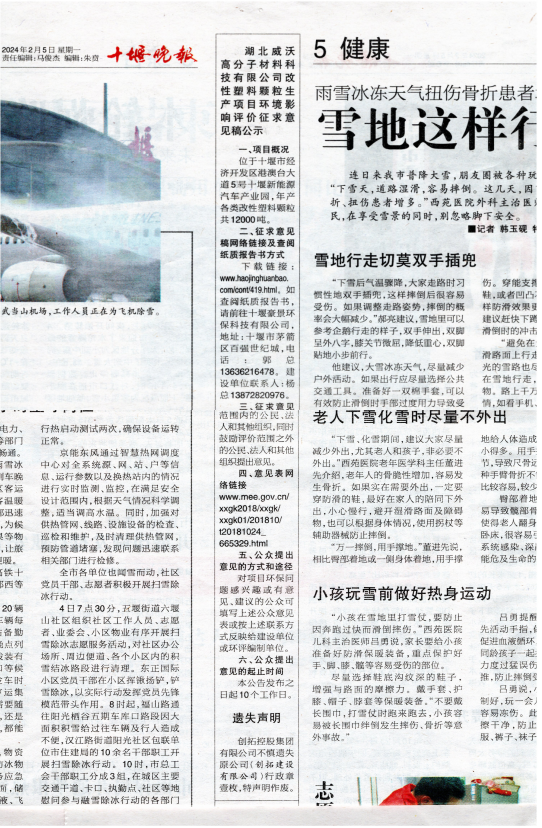 2024年2月5日 星期一
责任编辑:马俊杰 编辑:朱贲
十堰晚报
武当山机场,工作人员正在为飞机除雪。
行热启动测试两次,确保设备运转
正常。
京能东风通过智慧热网调度
中心对全系统源、网、站、户等信
息、运行参数以及换热站内的情况
进行实时监测、监控,在满足安全
设计范围内,根据天气情况科学调
整,适当调高水温。同时,加强对
供热管网、线路、设施设备的检查、
巡检和维护,及时清理供热管网,
预防管道堵塞,发现问题迅速联系
相关部门进行检修。
全市各单位也闻雪而动,社区
党员干部、志愿者积极开展扫雪除
冰行动。
4日7点30分,五堰街道六堰
山社区组织社区工作人员、志愿
者、业委会、小区物业有序开展扫
雪除冰志愿服务活动,对社区办公
场所、周边便道、各个小区内的积
雪结冰路段进行清理。东正国际
小区党员干部在小区挥锹扬铲、铲
雪除冰,以实际行动发挥党员先锋
模范带头作用。8时起,福山路通
往阳光栖谷五期车库口路段因大
面积积雪给过往车辆及行人造成
不便,汉江路街道阳光社区包联单
位市住建局的10余名干部职工开
展扫雪除冰行动。10时,市总工
会干部职工分成3组,在城区主要
交通干道、卡口、执勤点、社区等地
慰问参与融雪除冰行动的各部门
湖北威沃
高分子材料科
技有限公司改
性塑料颗粒生
产项目环境影
响评价征求意
见稿公示
一、项目概况
位于十堰市经
济开发区港澳台大
道5号十堰新能源
汽车产业园,年产
各类改性塑料颗粒
共12000吨。
二、征求意见
稿网络链接及查阅
纸质报告书方式
下载链接:
www.haojinghuanbao.
com/cont/419.html。如
查阅纸质报告书,
请前往十堰豪景环
保科技有限公司,
地址:十堰市茅箭
区百强世纪城,电
话:郭总
13636216478。建
设单位联系人:杨
总13872820976。
三、征求意见
范围内的公民、法
人和其他组织,同时
鼓励评价范围之外
的公民、法人和其他
组织提出意见。
四、意见表网
络链接
www.mee.gov.cn/
xxgk2018/xxgk/
xxgk01/201810/
t20181024_
665329.html
五、公众提出
意见的方式和途径
对项目环保问
题感兴趣或有意
见、建议的公众可
填写上述公众意见
表或按上述联系方
式反映给建设单位
或环评编制单位。
六、公众提出
意见的起止时间
本公告发布之
日起10个工作日。
遗失声明
创拓控股集团
有限公司不慎遗失
原公司(创拓建设
有限公司)行政章
壹枚,特声明作废。
5 健康
雨雪冰冻天气扭伤骨折患者
雪地这样行
连日来我市普降大雪,朋友圈被各种玩
“下雪天,道路湿滑,容易摔倒。这几天,因
折、扭伤患者增多。”西苑医院外科主治医
民,在享受雪景的同时,别忽略脚下安全。
■记者 韩玉砚
雪地行走切莫双手插兜
“下雪后气温骤降,大家走路时习
惯性地双手插兜,这样摔倒后很容易
受伤。如果调整走路姿势,摔倒的概
率会大幅减少。”郝尧建议,雪地里可以
参考企鹅行走的样子,双手伸出,双脚
呈外八字,膝关节微屈,降低重心,双脚
贴地小步前行。
他建议,大雪冰冻天气,尽量减少
户外活动。如果出行应尽量选择公共
交通工具。准备好一双棉手套,可以
有效防止滑倒时手部过度用力导致受
老人下雪化雪时尽量不外出
“下雪、化雪期间,建议大家尽量
减少外出,尤其老人和孩子,非必要不
外出。”西苑医院老年医学科主任董进
先介绍,老年人的骨脆性增加,容易发
生骨折。如果实在需要外出,一定要
穿防滑的鞋,最好在家人的陪同下外
出,小心慢行,避开湿滑路面及障碍
物,也可以根据身体情况,使用拐杖等
辅助器械防止摔倒。
“万一摔倒,用手撑地。”董进先说,
相比臀部着地或一侧身体着地,用手撑
小孩玩雪前做好热身运动
“小孩在雪地里打雪仗,要防止
因奔跑过快而滑倒摔伤。”西苑医院
儿科主治医师吕勇说,家长要给小孩
准备好防滑保暖装备,重点保护好
手、脚、膝、髋等容易受伤的部位。
尽量选择鞋底沟纹深的鞋子,
增强与路面的摩擦力。戴手套、护
膝、帽子、脖套等保暖装备。“不要戴
长围巾,打雪仗时跑来跑去,小孩容
易被长围巾绊倒发生摔伤、骨折等意
外事故。”